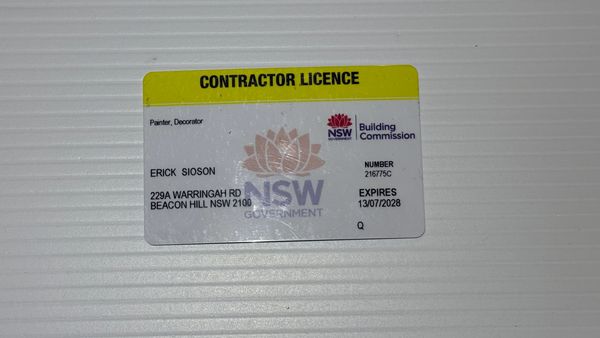 CONTRACTOR LICENCE
Painter, Decorator
NSW
GOVERNMENT
Building
Commission
ERICK SIOSON
NUMBER
216775C
229A WARRINGAH RD
BEACON HILL NSW 2100
NSW
GOVERNMENT
EXPIRES
13/07/2028
Q